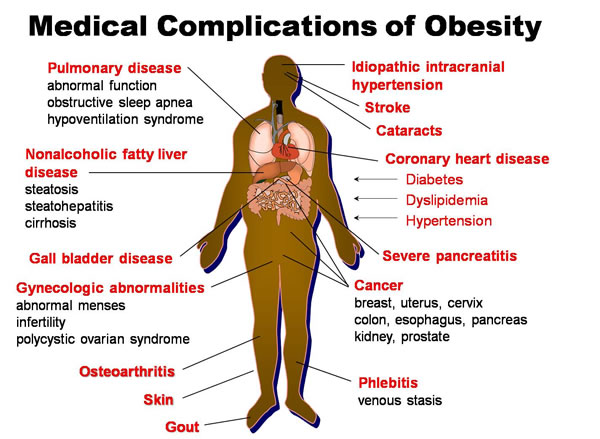 Medical Complications of Obesity
Pulmonary disease
abnormal function
obstructive sleep apnea
hypoventilation syndrome
Nonalcoholic fatty liver
disease
steatosis
steatohepatitis
cirrhosis
Gall bladder disease
Gynecologic abnormalities
abnormal menses
infertility
polycystic ovarian syndrome
Osteoarthritis
Skin
Gout
Idiopathic intracranial
hypertension
Stroke
Cataracts
Coronary heart disease
Diabetes
Dyslipidemia
Hypertension
Severe pancreatitis
Cancer
breast, uterus, cervix
colon, esophagus, pancreas
kidney, prostate
Phlebitis
venous stasis